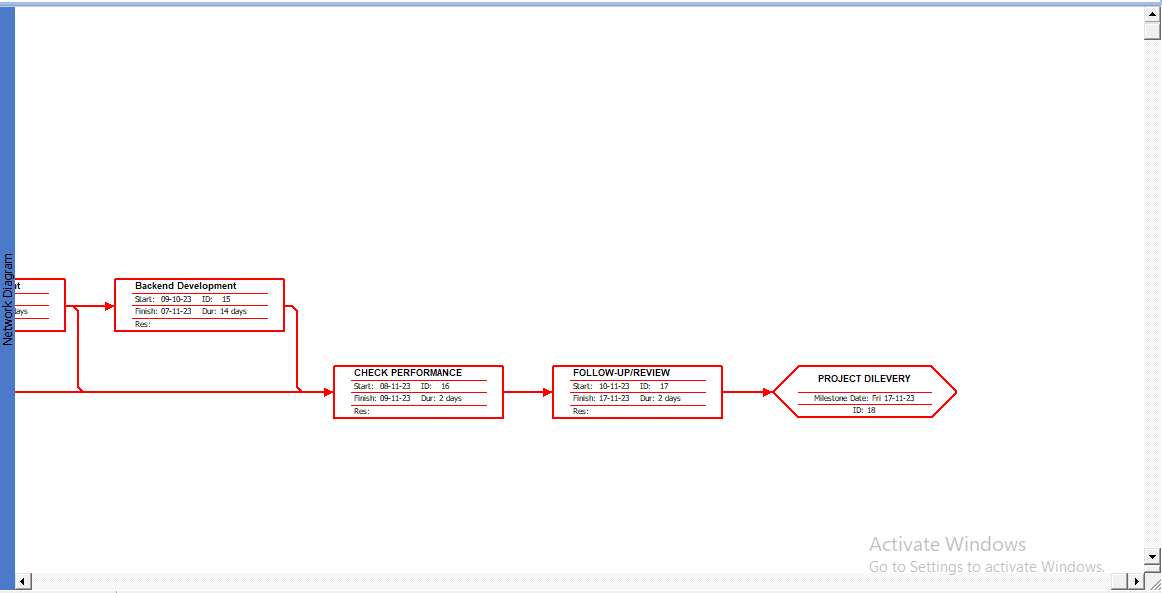 Network Diagram
nt
days
Backend Development
Start: 09-10-23 ID: 15
Finish: 07-11-23 Dur: 14 days
Res:
CHECK PERFORMANCE
Start: 08-11-23 ID: 16
Finish: 09-11-23 Dur: 2 days
Res:
FOLLOW-UP/REVIEW
Start: 10-11-23 ID: 17
Finish: 17-11-23 Dur: 2 days
Res:
PROJECT DILEVERY
Milestone Date: Fri 17-11-23
ID: 18
Activate Windows
Go to Settings to activate Windows.